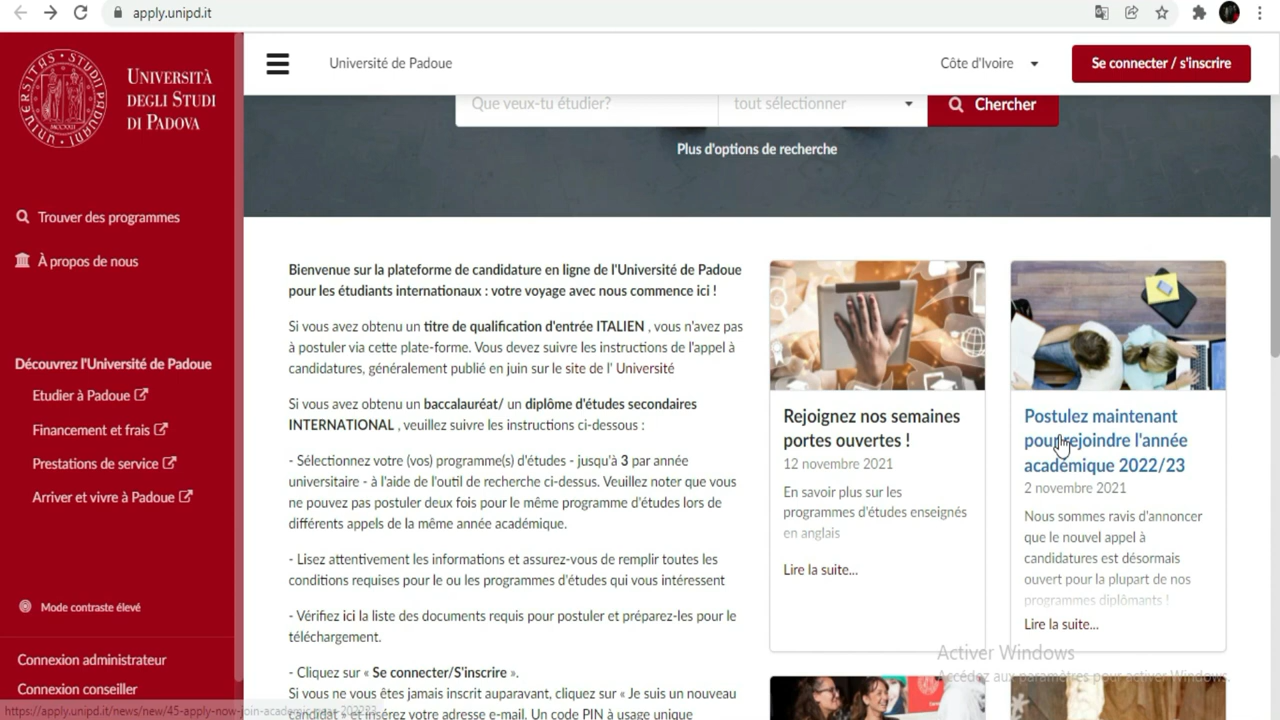 apply.unipd.it
UNIVERSITÀ
DEGLI STUDI
DI PADOVA
Trouver des programmes
À propos de nous
Découvrez l'Université de Padoue
Etudier à Padoue
Financement et frais
Prestations de service
Arriver et vivre à Padoue
Mode contraste élevé
Connexion administrateur
Connexion conseiller
Université de Padoue
Côte d'Ivoire
Se connecter / s'inscrire
Que veux-tu étudier?
tout sélectionner
Chercher
Plus d'options de recherche
Bienvenue sur la plateforme de candidature en ligne de l'Université de Padoue
pour les étudiants internationaux : votre voyage avec nous commence ici !
Si vous avez obtenu un titre de qualification d'entrée ITALIEN , vous n'avez pas
à postuler via cette plate-forme. Vous devez suivre les instructions de l'appel à
candidatures, généralement publié en juin sur le site de l' Université
Si vous avez obtenu un baccalauréat/ un diplôme d'études secondaires
INTERNATIONAL , veuillez suivre les instructions ci-dessous :
- Sélectionnez votre (vos) programme(s) d'études - jusqu'à 3 par année
universitaire - à l'aide de l'outil de recherche ci-dessus. Veuillez noter que vous
ne pouvez pas postuler deux fois pour le même programme d'études lors de
différents appels de la même année académique.
- Lisez attentivement les informations et assurez-vous de remplir toutes les
conditions requises pour le ou les programmes d'études qui vous intéressent
- Vérifiez ici la liste des documents requis pour postuler et préparez-les pour le
téléchargement.
- Cliquez sur « Se connecter/S'inscrire ».
Si vous ne vous êtes jamais inscrit auparavant, cliquez sur « Je suis un nouveau
candidat » et insérez votre adresse e-mail. Un code PIN à usage unique
Rejoignez nos semaines
portes ouvertes !
12 novembre 2021
En savoir plus sur les
programmes d'études enseignés
en anglais
Lire la suite...
Postulez maintenant
pour rejoindre l'année
académique 2022/23
2 novembre 2021
Nous sommes ravis d'annoncer
que le nouvel appel à
candidatures est désormais
ouvert pour la plupart de nos
programmes diplômants !
Lire la suite...
Activer Windows
Accédez aux paramètres pour activer Windows.